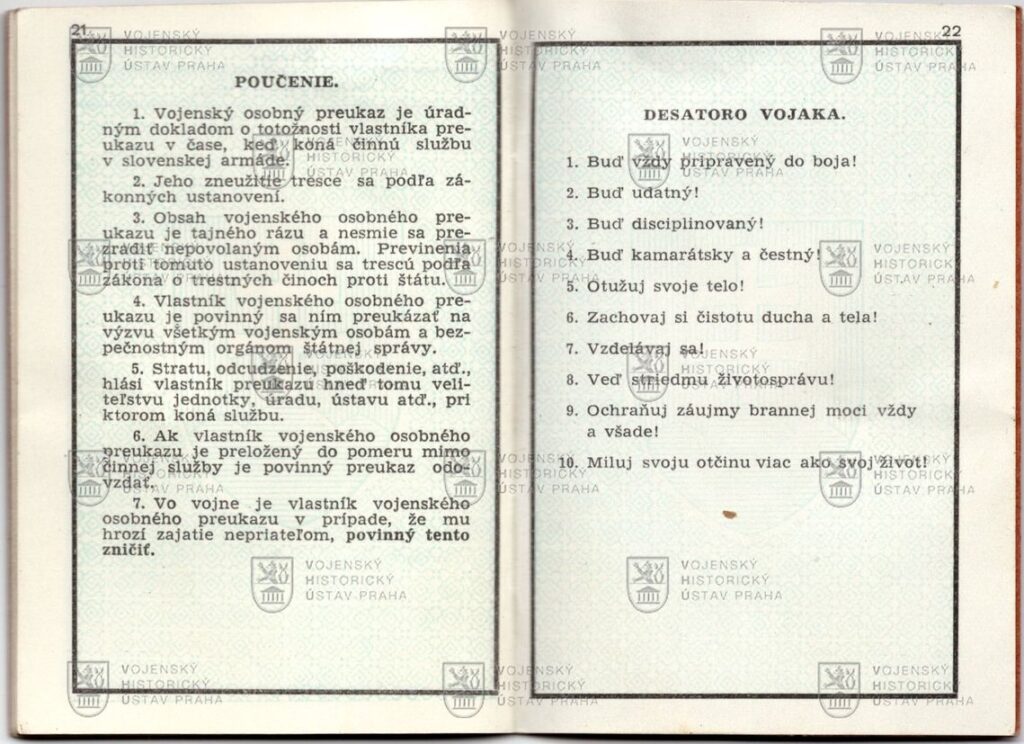 21
POUČENIE.
1. Vojenský osobný preukaz je úrad-
ným dokladom o totožnosti vlastníka pre-
ukazu v čase, keď koná činnú službu
v slovenskej armáde.
2. Jeho zneužitie tresce sa podľa zá-
konných ustanovení.
3. Obsah vojenského osobného pre-
ukazu je tajného rázu a nesmie sa pre-
zradiť nepovolaným osobám. Previnenia
proti tomuto ustanoveniu sa trescú podľa
zákona o trestných činoch proti štátu.
4. Vlastník vojenského osobného pre-
ukazu je povinný sa ním preukázať na
výzvu všetkým vojenským osobám a bez-
pečnostným orgánom štátnej správy.
5. Stratu, odcudzenie, poškodenie, atď.,
hlási vlastník preukazu hneď tomu veli-
teľstvu jednotky, úradu, ústavu atď., pri
ktorom koná službu.
6. Ak vlastník vojenského osobného
preukazu je preložený do pomeru mimo
činnej služby je povinný preukaz odo-
vzdať.
7. Vo vojne je vlastník vojenského
osobného preukazu v prípade, že mu
hrozí zajatie nepriateľom, povinný tento
zničiť.
22
DESATORO VOJAKA.
1. Buď vždy pripravený do boja!
2. Buď udatný!
3. Buď disciplinovaný!
4. Buď kamarátsky a čestný!
5. Otužuj svoje telo!
6. Zachovaj si čistotu ducha a tela!
7. Vzdelávaj sa!
8. Veď striedmu životosprávu!
9. Ochraňuj záujmy brannej moci vždy
a všade!
10. Miluj svoju otčinu viac ako svoj život!
VOJENSKÝ
HISTORICKÝ
ÚSTAV PRAHA